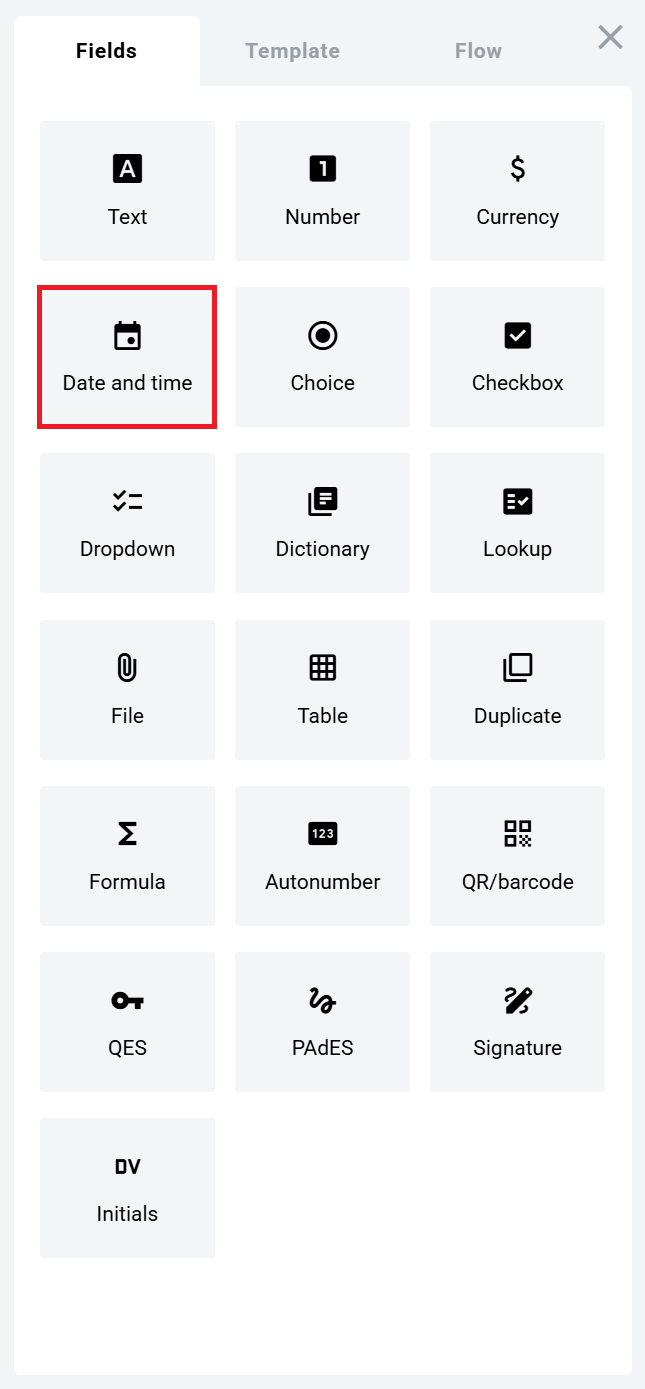 Fields Template Flow
A 1 $
Text Number Currency
Date and time Choice Checkbox
Dropdown Dictionary Lookup
File Table Duplicate
Σ 123
Formula Autonumber QR/barcode
QES PAdES Signature
DV
Initials